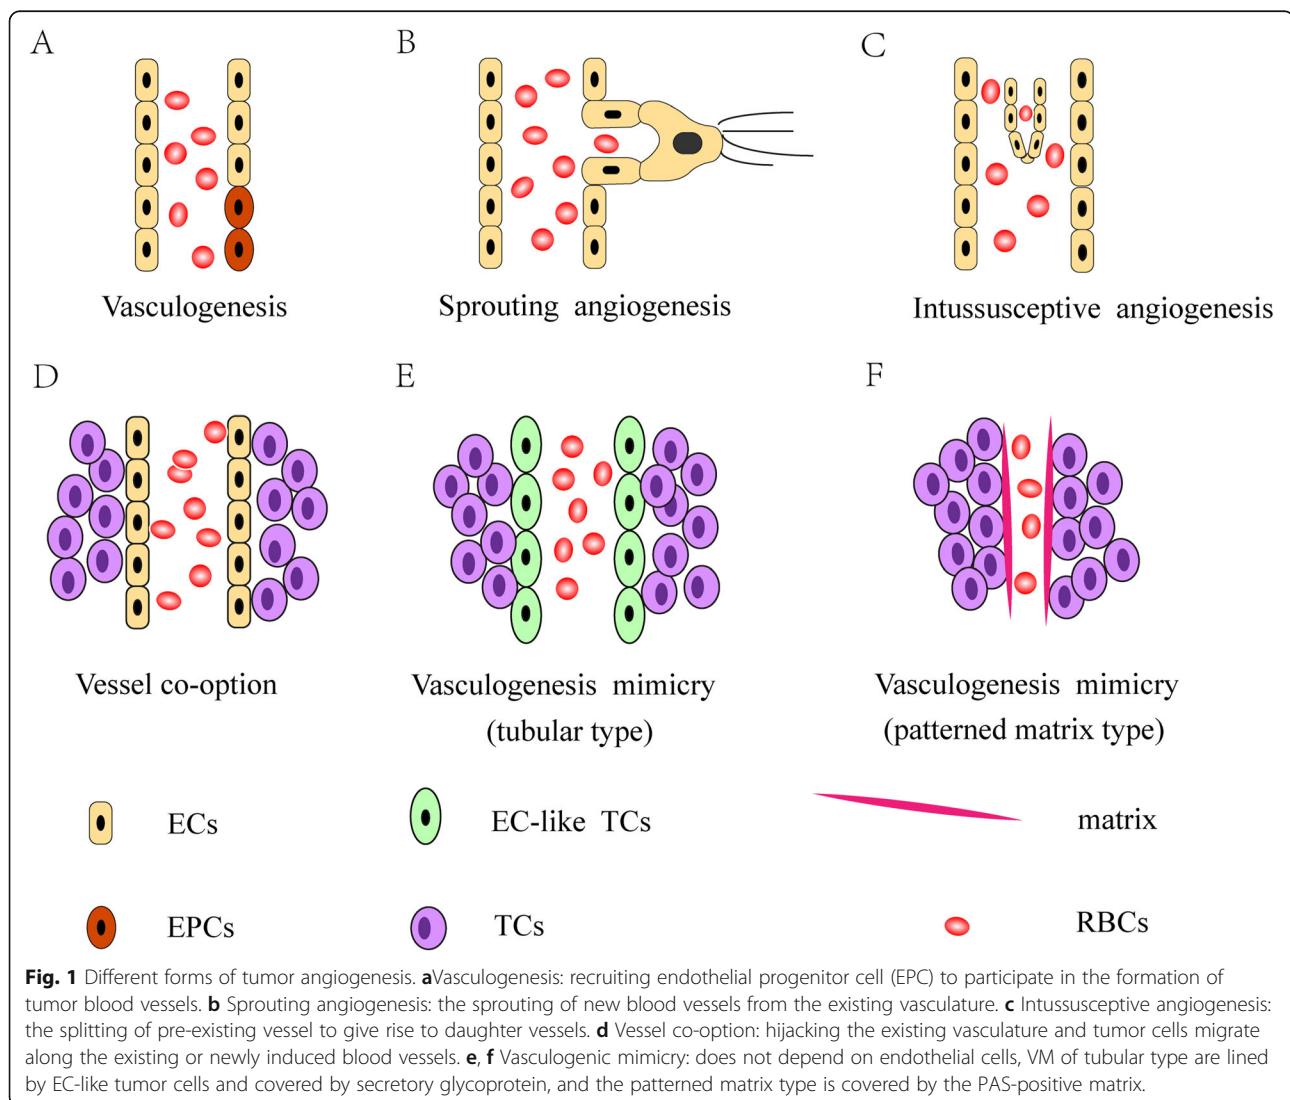 A
B
C
Vasculogenesis
Sprouting angiogenesis
Intussusceptive angiogenesis
D
E
F
Vessel co-option
Vasculogenesis mimicry
(tubular type)
Vasculogenesis mimicry
(patterned matrix type)
ECs
EC-like TCs
matrix
EPCs
TCs
RBCs
Fig. 1 Different forms of tumor angiogenesis. aVasculogenesis: recruiting endothelial progenitor cell (EPC) to participate in the formation of
tumor blood vessels. b Sprouting angiogenesis: the sprouting of new blood vessels from the existing vasculature. c Intussusceptive angiogenesis:
the splitting of pre-existing vessel to give rise to daughter vessels. d Vessel co-option: hijacking the existing vasculature and tumor cells migrate
along the existing or newly induced blood vessels. e, f Vasculogenic mimicry: does not depend on endothelial cells, VM of tubular type are lined
by EC-like tumor cells and covered by secretory glycoprotein, and the patterned matrix type is covered by the PAS-positive matrix.